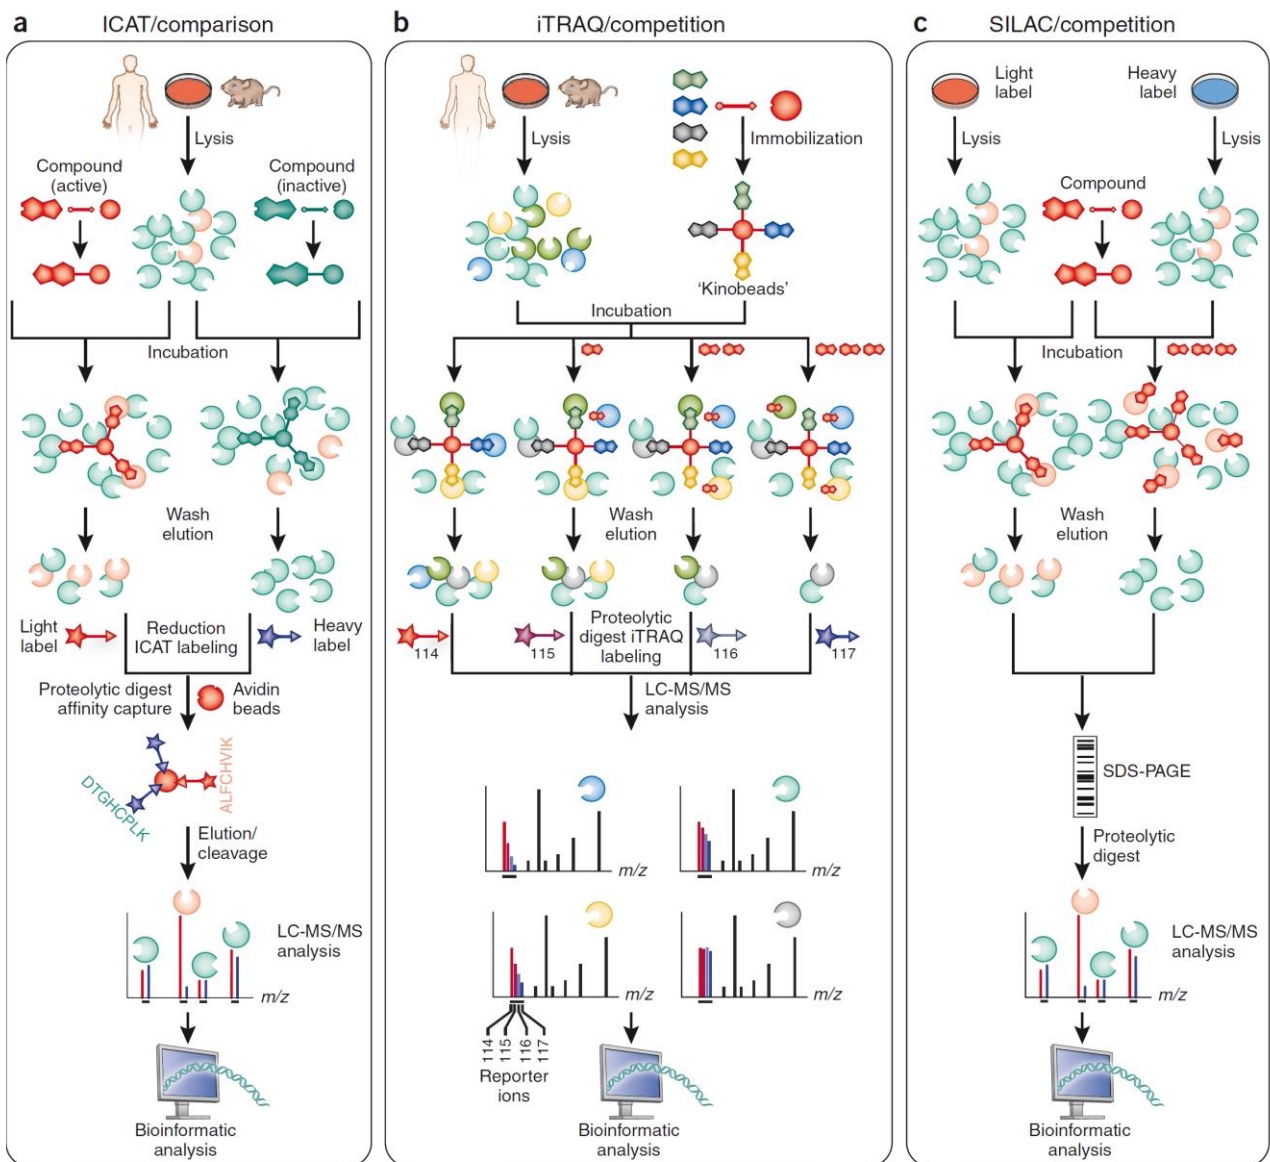 a
ICAT/comparison
Lysis
Compound
(active)
Compound
(inactive)
Incubation
Wash
elution
Light
label
Reduction
ICAT labeling
Heavy
label
Proteolytic digest
affinity capture
Avidin
beads
DTGHCPLK
ALFCHVIK
Elution/
cleavage
LC-MS/MS
analysis
m/z
Bioinformatic
analysis
b
iTRAQ/competition
Lysis
Immobilization
'Kinobeads'
Incubation
Wash
elution
114
115
Proteolytic
digest iTRAQ
labeling
116
117
LC-MS/MS
analysis
m/z
m/z
m/z
m/z
114
115
116
117
Reporter
ions
Bioinformatic
analysis
c
SILAC/competition
Light
label
Heavy
label
Lysis
Lysis
Compound
Incubation
Wash
elution
SDS-PAGE
Proteolytic
digest
LC-MS/MS
analysis
m/z
Bioinformatic
analysis